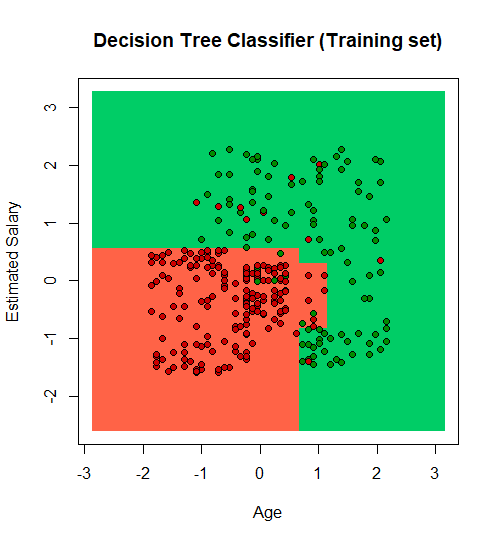 Decision Tree Classifier (Training set)
Estimated Salary
3
2
1
0
-1
-2
-3 -2 -1 0 1 2 3
Age